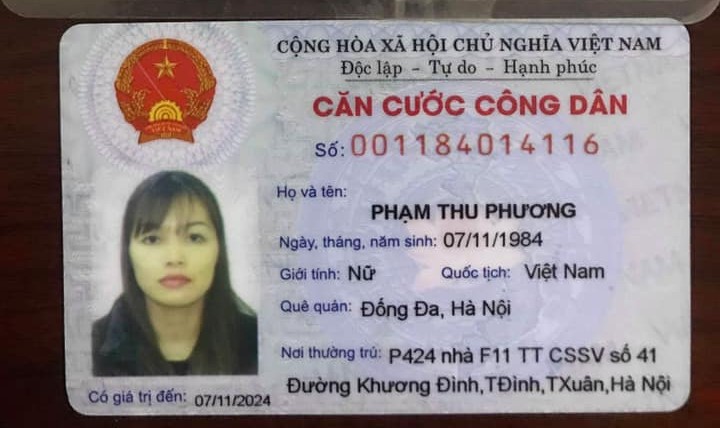 CỘNG HÒA XÃ HỘI CHỦ NGHĨA VIỆT NAM
Độc lập - Tự do - Hạnh phúc
CĂN CƯỚC CÔNG DÂN
Số: 001184014116
Họ và tên:
PHẠM THU PHƯƠNG
Ngày, tháng, năm sinh: 07/11/1984
Giới tính: Nữ Quốc tịch: Việt Nam
Quê quán: Đống Đa, Hà Nội
Nơi thường trú: P424 nhà F11 TT CSSV số 41
Đường Khương Đình,TĐình,TXuân,Hà Nội
Có giá trị đến: 07/11/2024